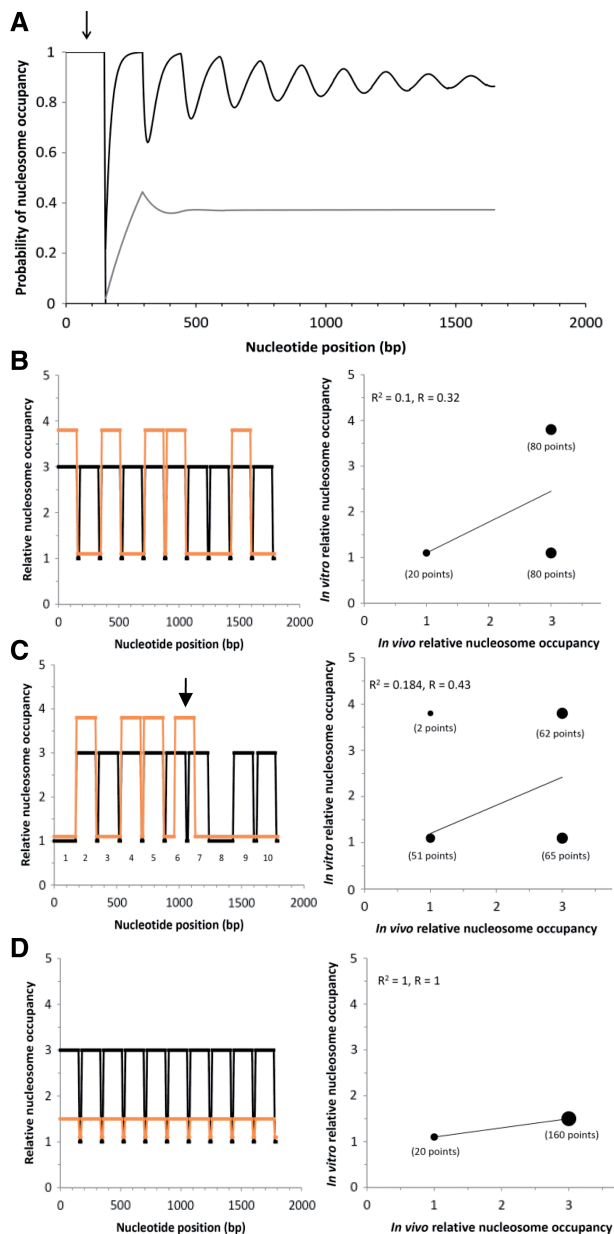 A
Probability of nucleosome occupancy
1
0.8
0.6
0.4
0.2
0
0 500 1000 1500 2000
Nucleotide position (bp)
B
Relative nucleosome occupancy
5
4
3
2
1
0
0 500 1000 1500 2000
Nucleotide position (bp)
In vitro relative nucleosome occupancy
5
4
3
2
1
0
R² = 0.1, R = 0.32
(80 points)
(20 points)
(80 points)
0 1 2 3
In vivo relative nucleosome occupancy
C
Relative nucleosome occupancy
5
4
3
2
1
0
1 2 3 4 5 6 7 8 9 10
0 500 1000 1500 2000
Nucleotide position (bp)
In vitro relative nucleosome occupancy
5
4
3
2
1
0
R² = 0.184, R = 0.43
(2 points)
(62 points)
(51 points)
(65 points)
0 1 2 3
In vivo relative nucleosome occupancy
D
Relative nucleosome occupancy
5
4
3
2
1
0
0 500 1000 1500 2000
Nucleotide position (bp)
In vitro relative nucleosome occupancy
5
4
3
2
1
0
R² = 1, R = 1
(20 points)
(160 points)
0 1 2 3
In vivo relative nucleosome occupancy